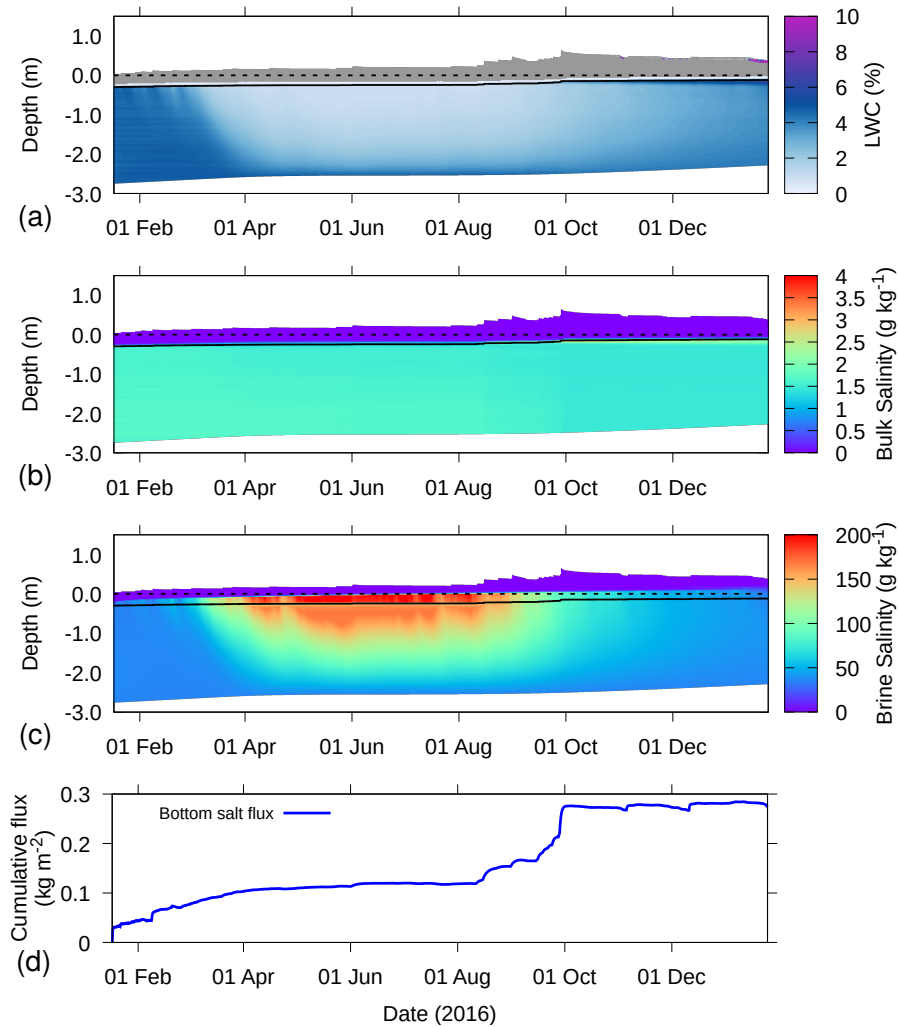 1.0
0.0
-1.0
-2.0
-3.0
Depth (m)
(a)
01 Feb 01 Apr 01 Jun 01 Aug 01 Oct 01 Dec
10
8
6
4
2
0
LWC (%)
1.0
0.0
-1.0
-2.0
-3.0
Depth (m)
(b)
01 Feb 01 Apr 01 Jun 01 Aug 01 Oct 01 Dec
4
3.5
3
2.5
2
1.5
1
0.5
0
Bulk Salinity (g kg-1)
1.0
0.0
-1.0
-2.0
-3.0
Depth (m)
(c)
01 Feb 01 Apr 01 Jun 01 Aug 01 Oct 01 Dec
200
150
100
50
0
Brine Salinity (g kg-1)
0.3
0.2
0.1
0
Cumulative flux
(kg m-2)
Bottom salt flux
(d)
01 Feb 01 Apr 01 Jun 01 Aug 01 Oct 01 Dec
Date (2016)